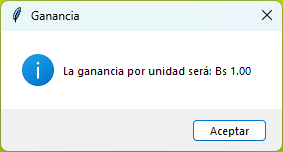 Ganancia
La ganancia por unidad será: Bs 1.00
Aceptar